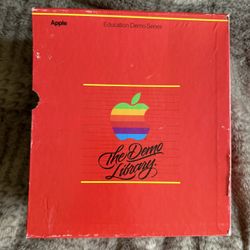 Apple Education Demo Series
The Demo
Library.